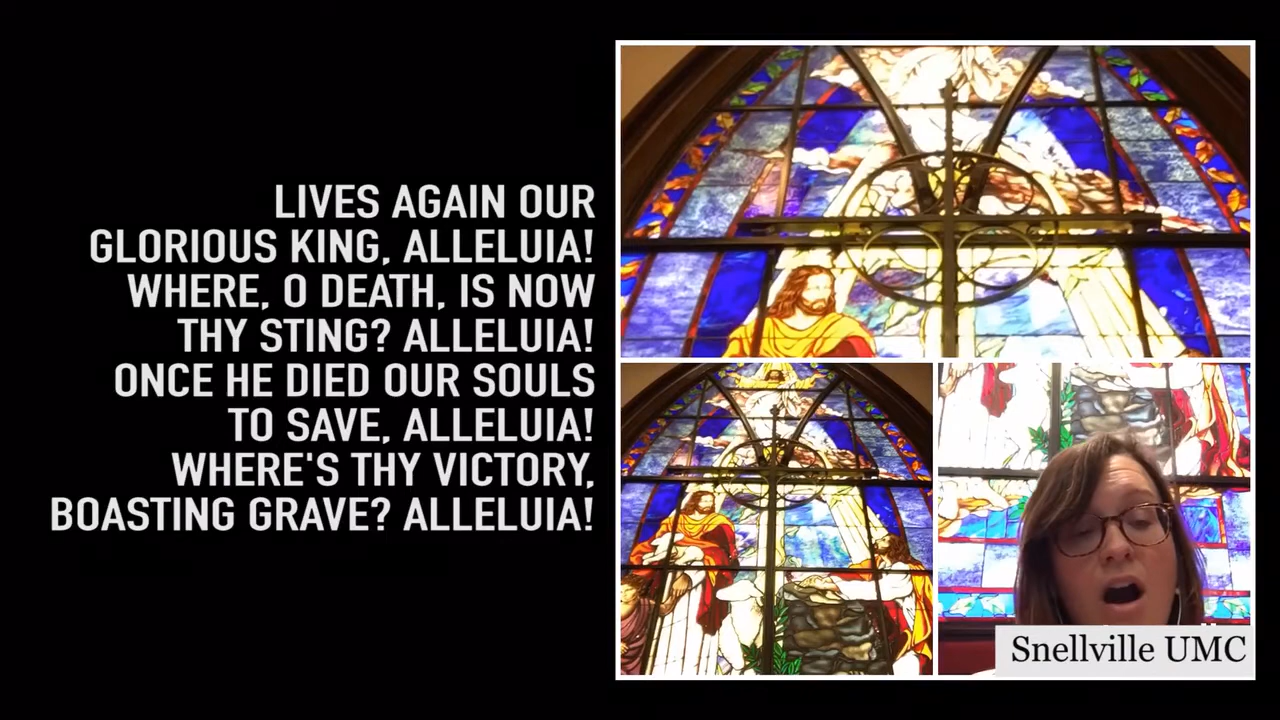 LIVES AGAIN OUR
GLORIOUS KING, ALLELUIA!
WHERE, O DEATH, IS NOW
THY STING? ALLELUIA!
ONCE HE DIED OUR SOULS
TO SAVE, ALLELUIA!
WHERE'S THY VICTORY,
BOASTING GRAVE? ALLELUIA!
Snellville UMC